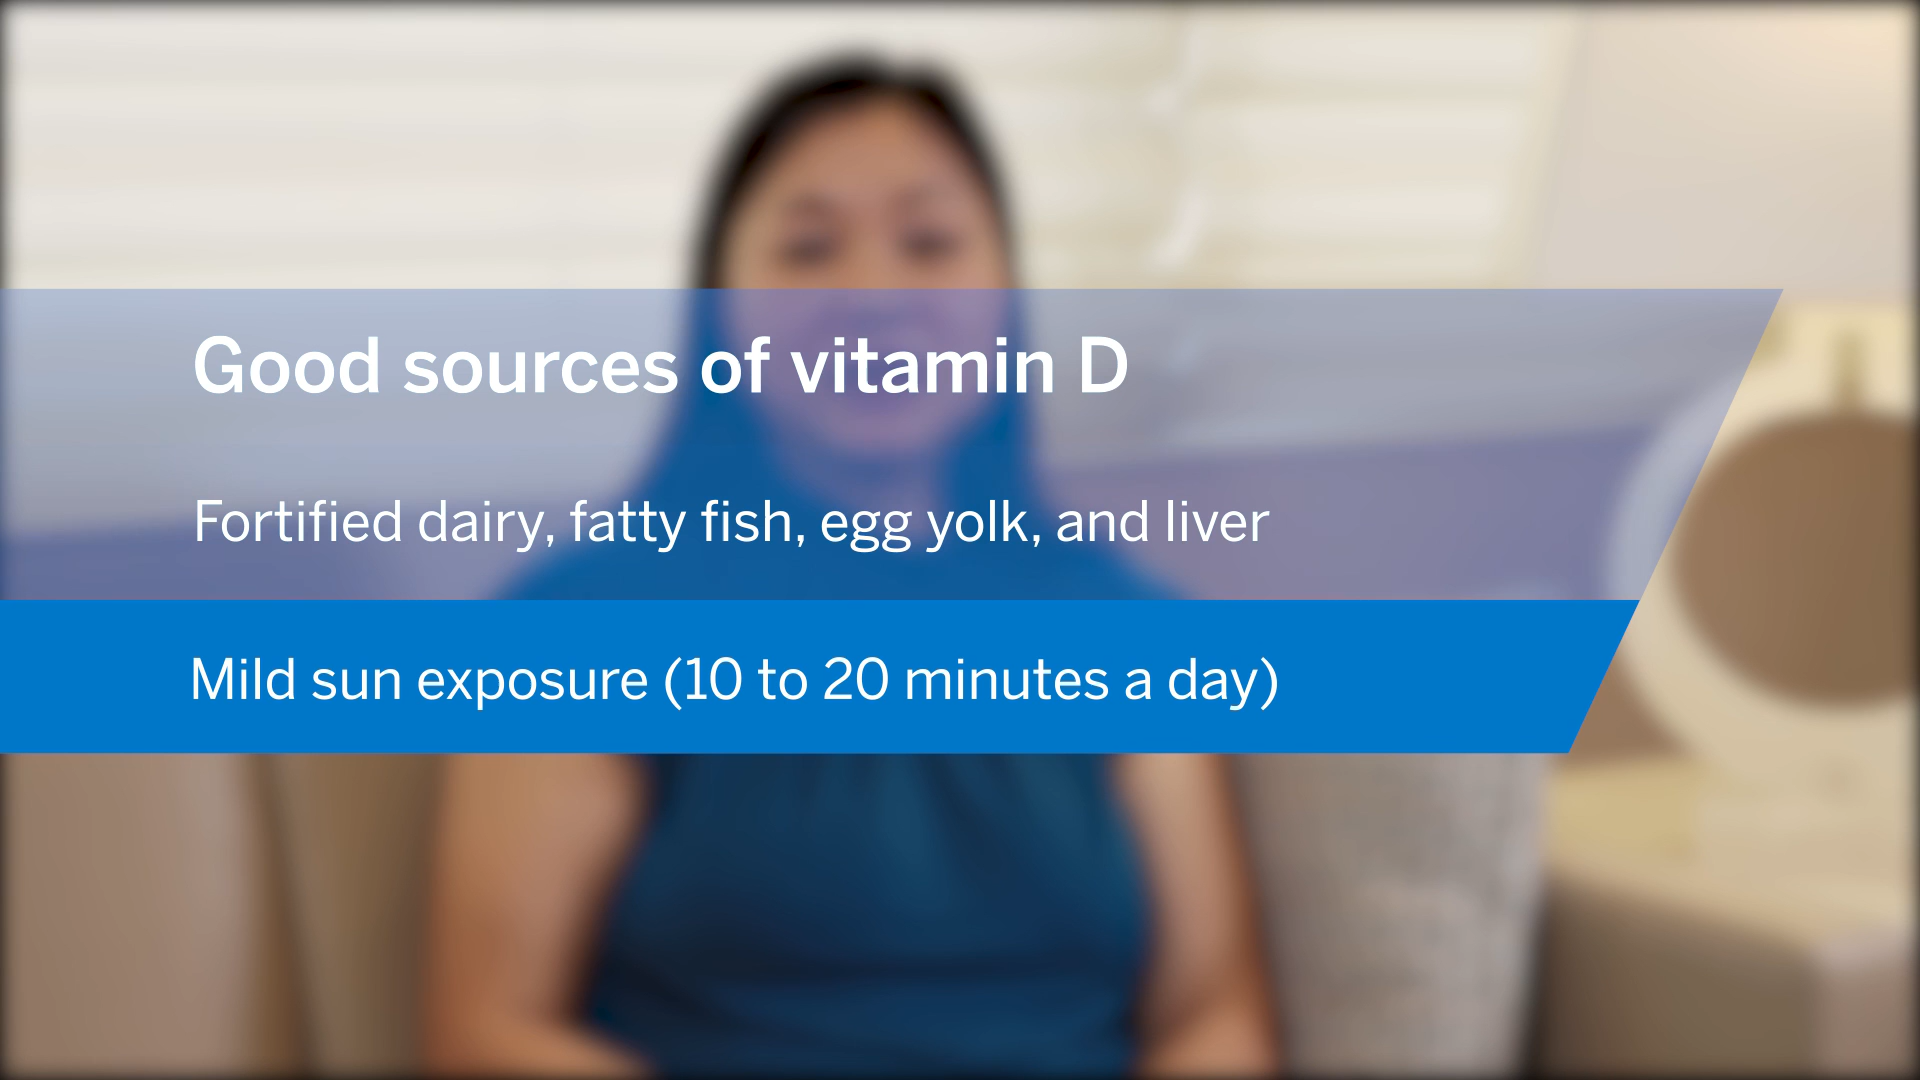 Good sources of vitamin D
Fortified dairy, fatty fish, egg yolk, and liver
Mild sun exposure (10 to 20 minutes a day)